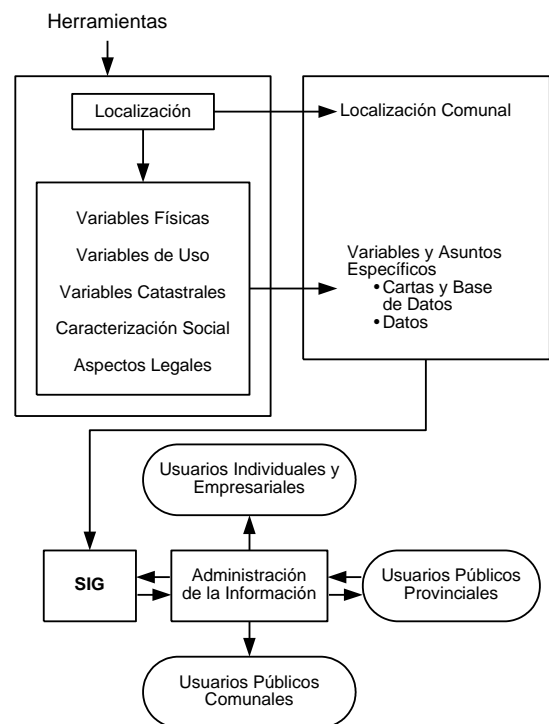 Herramientas
Localización
Localización Comunal
Variables Físicas
Variables de Uso
Variables Catastrales
Caracterización Social
Aspectos Legales
Variables y Asuntos
Específicos
• Cartas y Base
de Datos
• Datos
Usuarios Individuales y
Empresariales
SIG
Administración
de la Información
Usuarios Públicos
Provinciales
Usuarios Públicos
Comunales